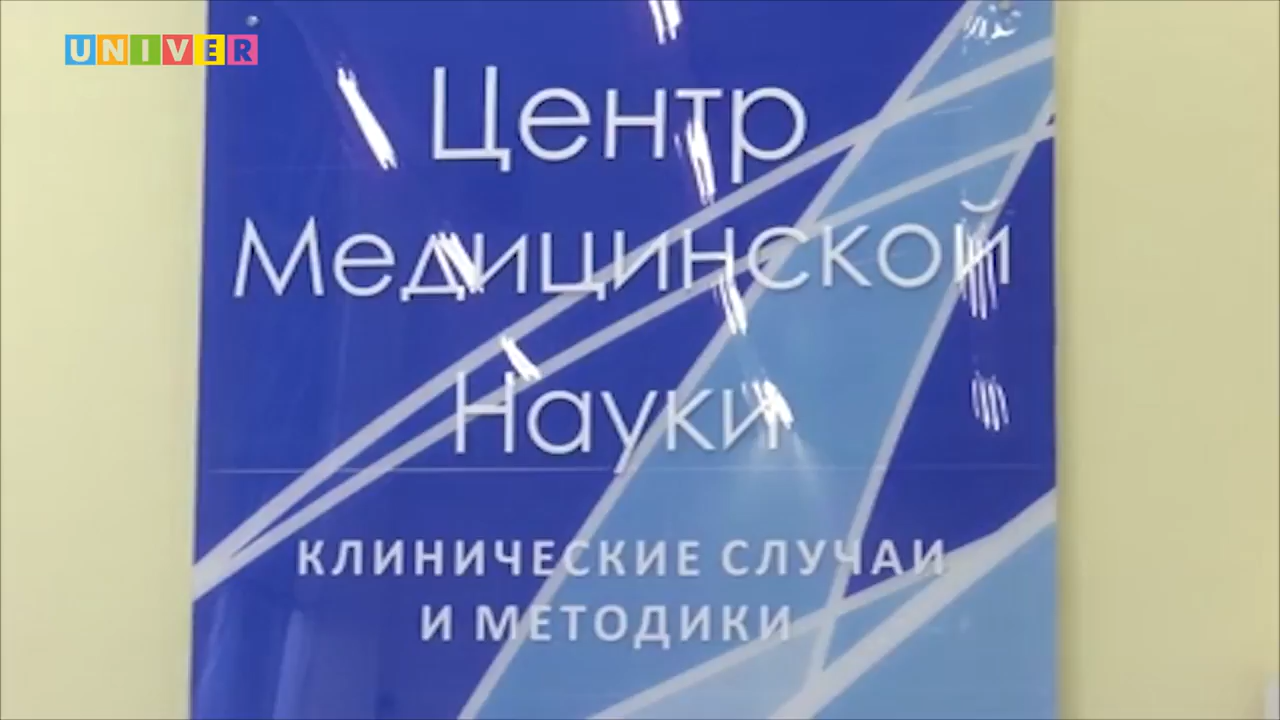 UNIVER
Центр
Медицинской
Науки
КЛИНИЧЕСКИЕ СЛУЧАИ
И МЕТОДИКИ